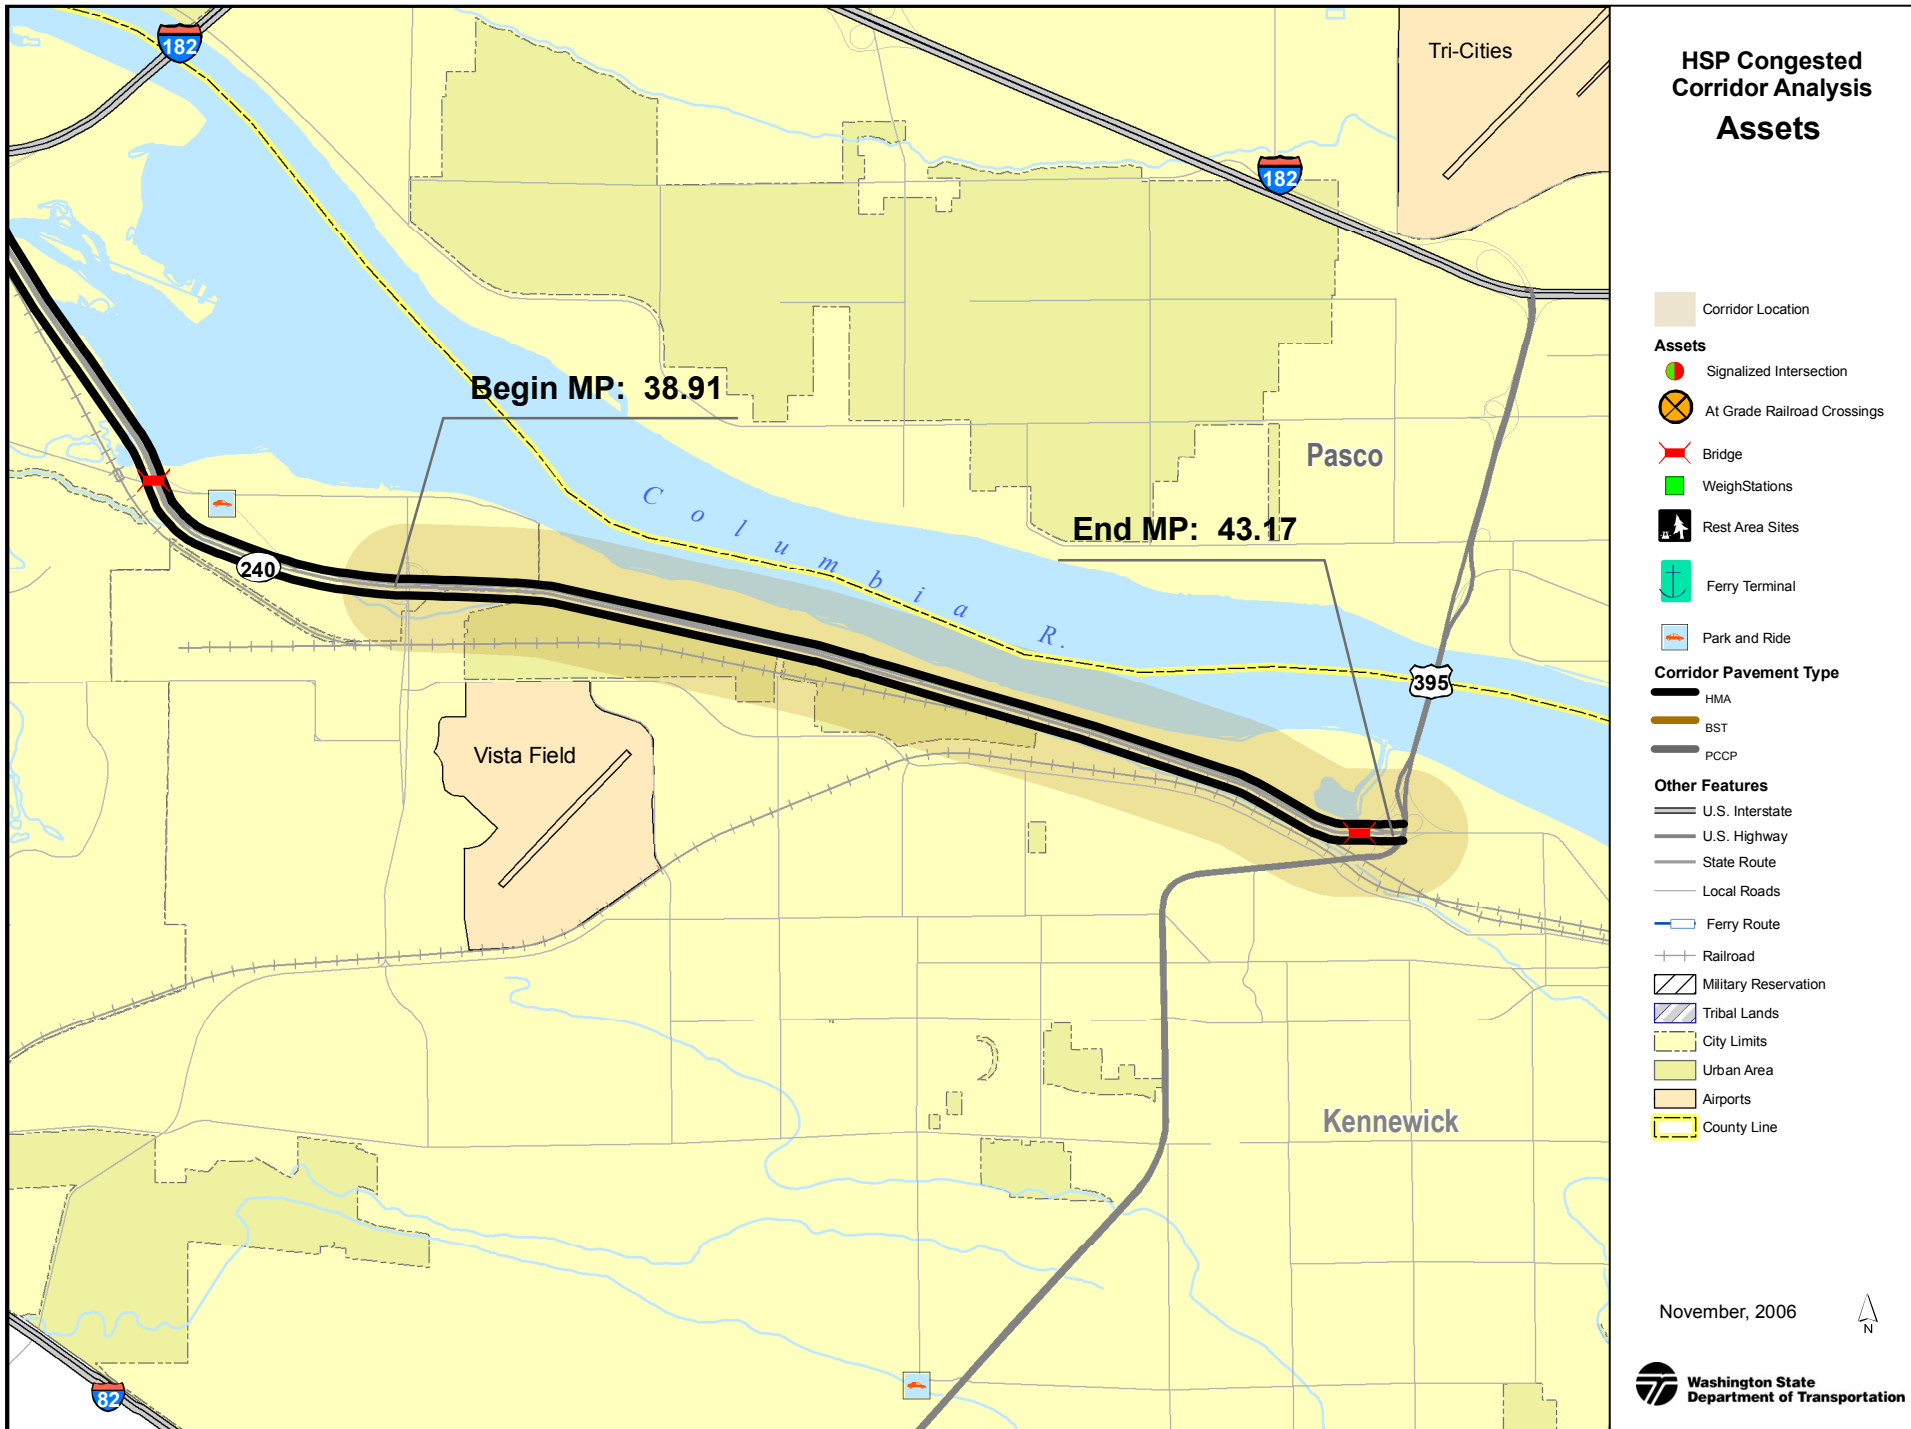 182
Tri-Cities
182
Begin MP: 38.91
Pasco
Columbia R.
End MP: 43.17
240
395
Vista Field
Kennewick
82
HSP Congested
Corridor Analysis
Assets
Corridor Location
Assets
Signalized Intersection
At Grade Railroad Crossings
Bridge
WeighStations
Rest Area Sites
Ferry Terminal
Park and Ride
Corridor Pavement Type
HMA
BST
PCCP
Other Features
U.S. Interstate
U.S. Highway
State Route
Local Roads
Ferry Route
Railroad
Military Reservation
Tribal Lands
City Limits
Urban Area
Airports
County Line
November, 2006
N
Washington State
Department of Transportation